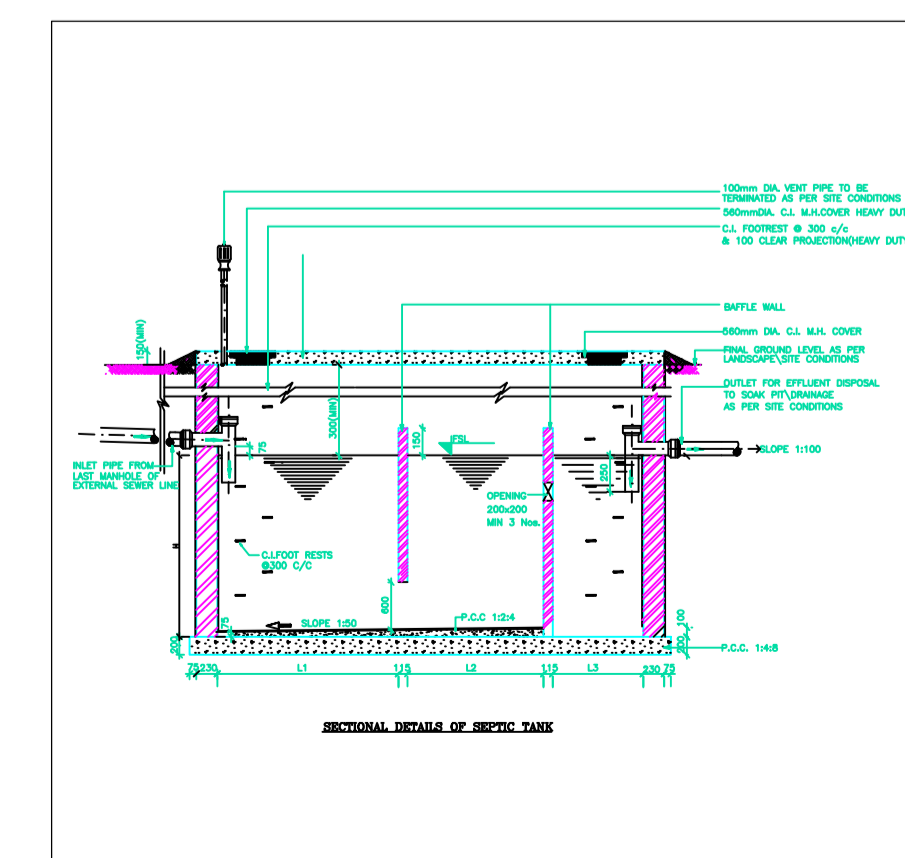 100mm DIA. VENT PIPE TO BE
TERMINATED AS PER SITE CONDITIONS
560mmDIA. C.I. M.H.COVER HEAVY DUT
C.I. FOOTREST @ 300 c/c
& 100 CLEAR PROJECTION(HEAVY DUTY
BAFFLE WALL
560mm DIA. C.I. M.H. COVER
FINAL GROUND LEVEL AS PER
LANDSCAPE\SITE CONDITIONS
OUTLET FOR EFFLUENT DISPOSAL
TO SOAK PIT\DRAINAGE
AS PER SITE CONDITIONS
SLOPE 1:100
150(MIN)
300(MIN)
150
IFSL
75
250
INLET PIPE FROM
LAST MANHOLE OF
EXTERNAL SEWER LINE
OPENING
200x200
MIN 3 Nos.
H
C.I.FOOT RESTS
@300 C/C
600
75
SLOPE 1:50
P.C.C 1:2:4
100
200
200
P.C.C. 1:4:8
75 230 L1 115 L2 115 L3 230 75
SECTIONAL DETAILS OF SEPTIC TANK